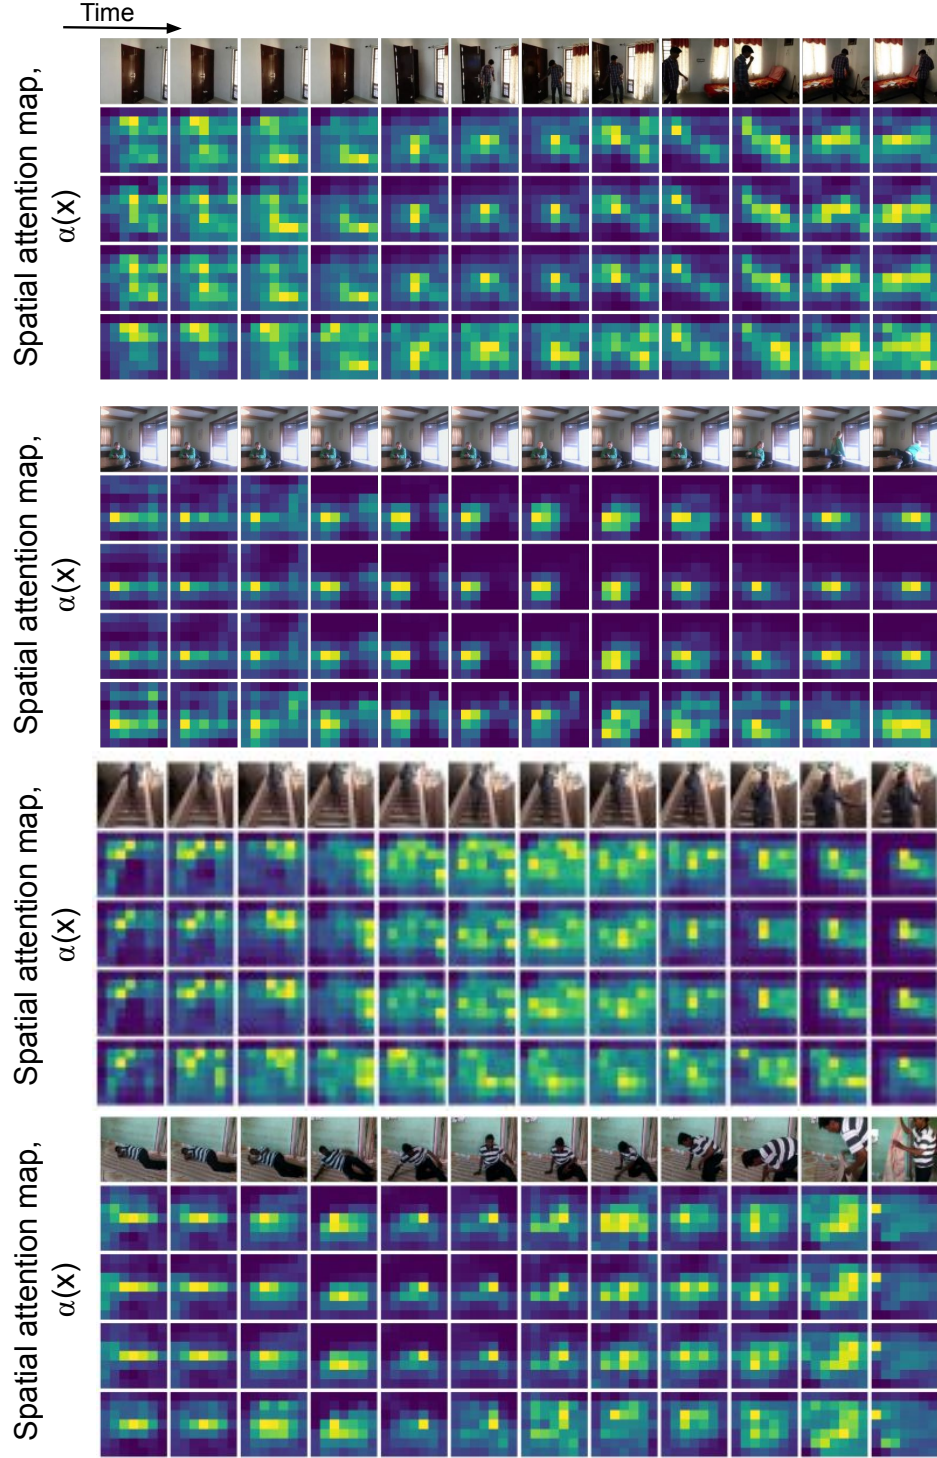 Time
Spatial attention map,
α(x)
Spatial attention map,
α(x)
Spatial attention map,
α(x)
Spatial attention map,
α(x)